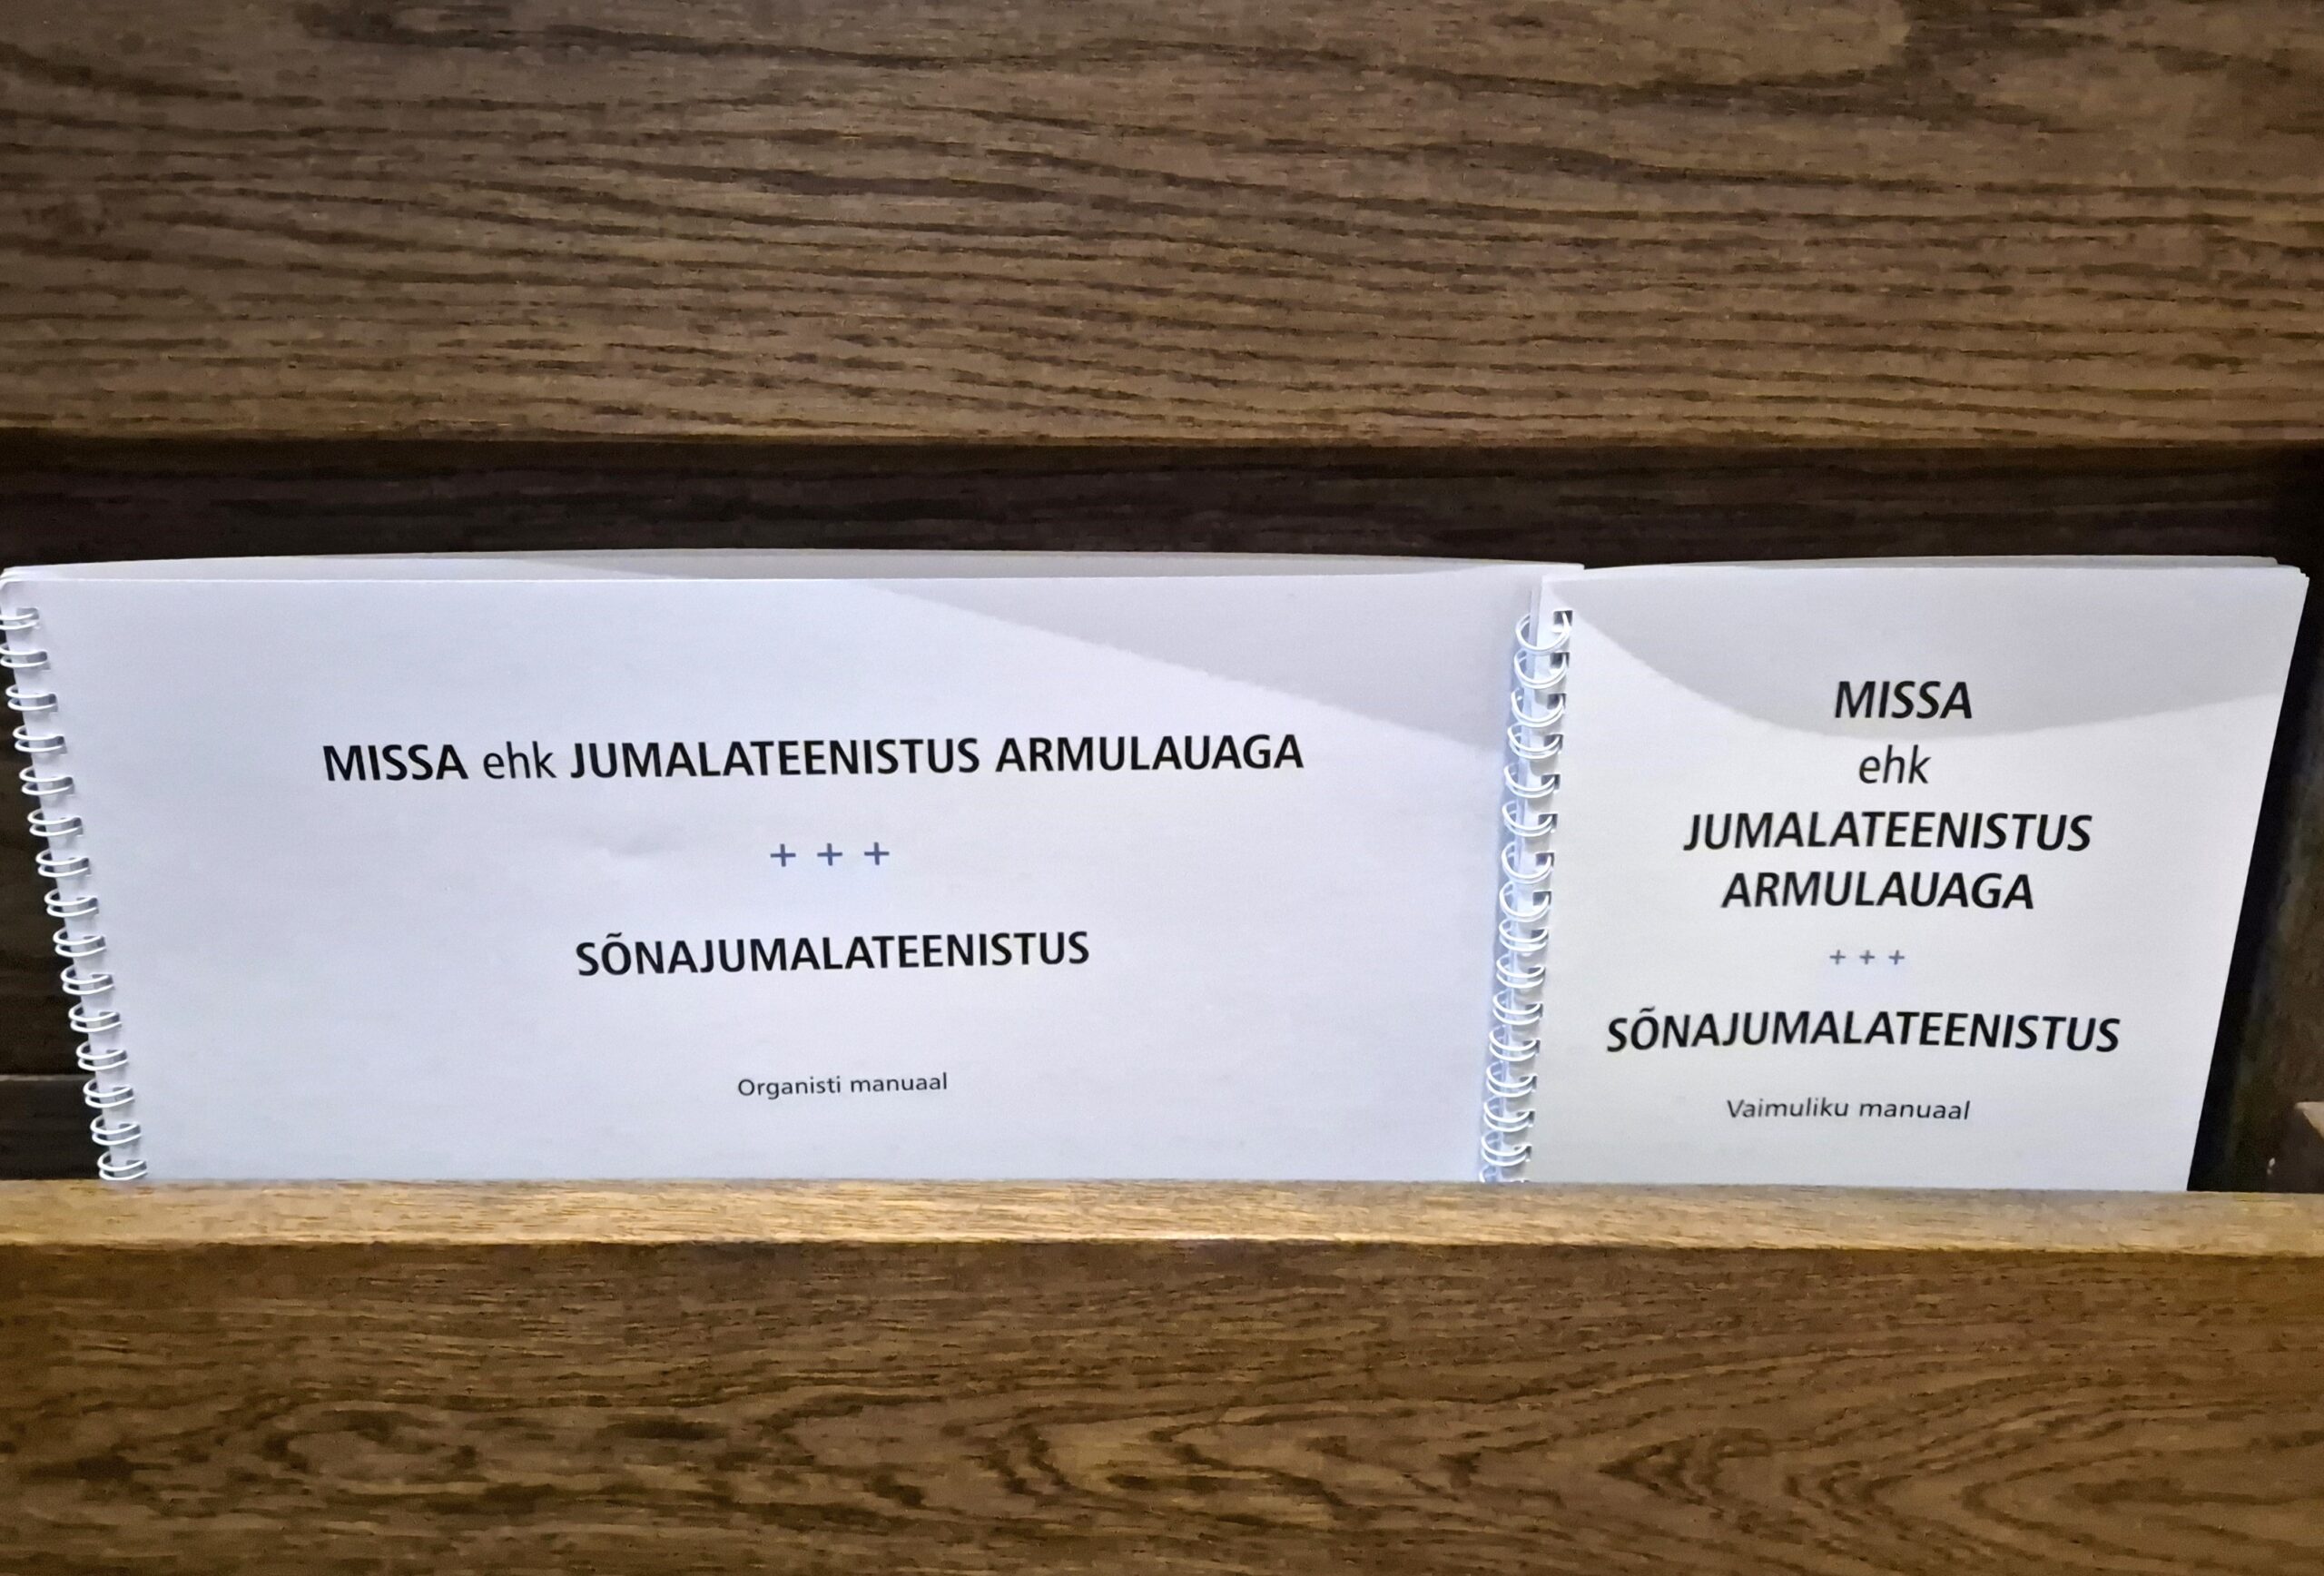 MISSA ehk JUMALATEENISTUS ARMULAUAGA
+ + +
SÕNAJUMALATEENISTUS
Organisti manuaal
MISSA
ehk
JUMALATEENISTUS
ARMULAUAGA
+ + +
SÕNAJUMALATEENISTUS
Vaimuliku manuaal